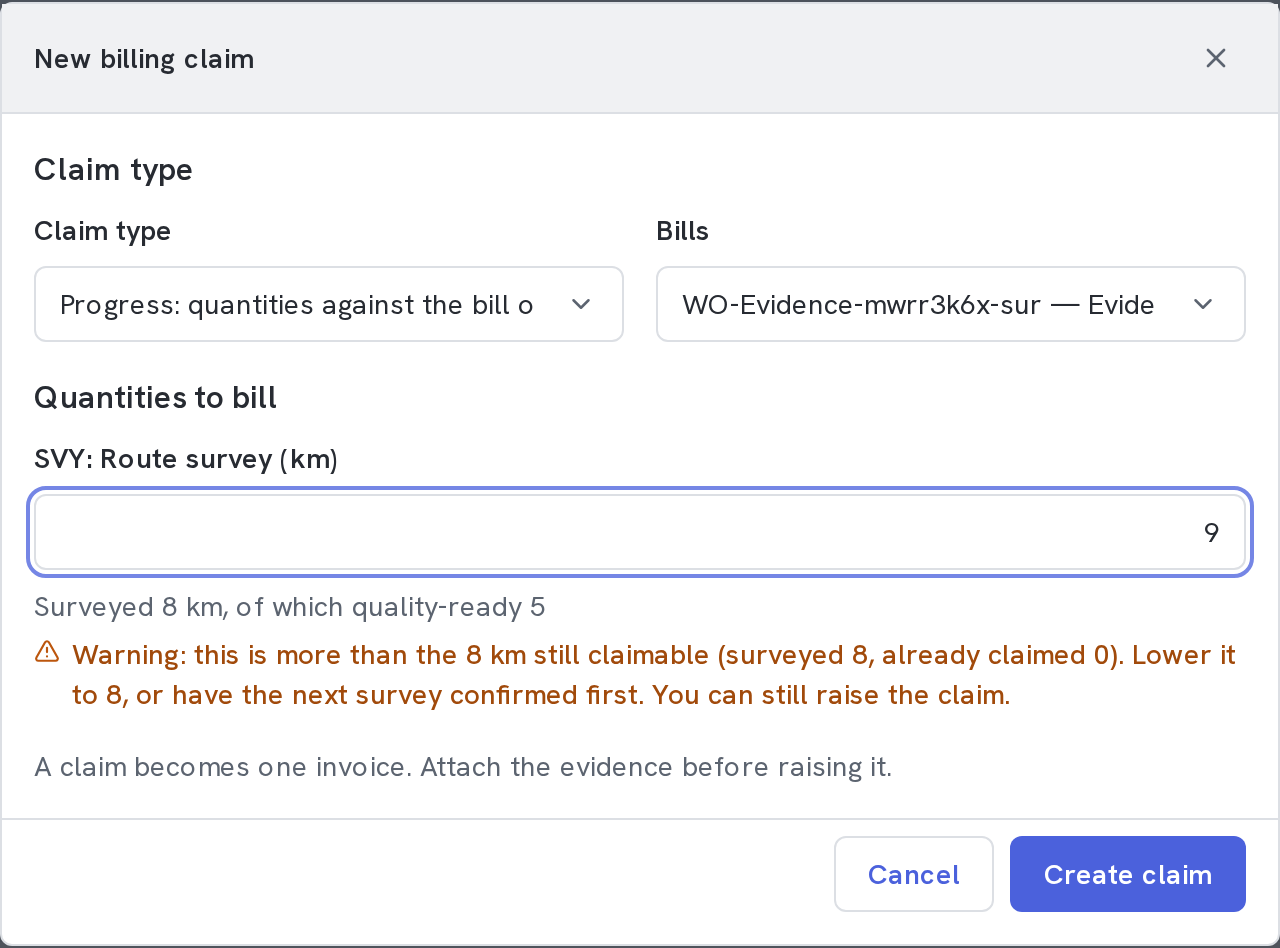 New billing claim
Claim type
Claim type
Bills
Progress: quantities against the bill o
WO-Evidence-mwrr3k6x-sur — Evide
Quantities to bill
SVY: Route survey (km)
9
Surveyed 8 km, of which quality-ready 5
Warning: this is more than the 8 km still claimable (surveyed 8, already claimed 0). Lower it
to 8, or have the next survey confirmed first. You can still raise the claim.
A claim becomes one invoice. Attach the evidence before raising it.
Cancel
Create claim